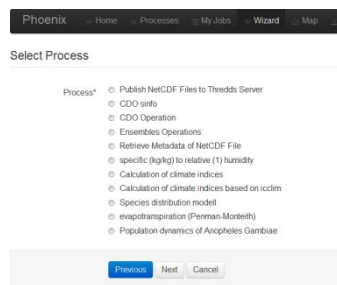 Phoenix Home Processes My Jobs Wizard Map
Select Process
Process*
Publish NetCDF Files to Thredds Server
CDO sinfo
CDO Operation
Ensembles Operations
Retrieve Metadata of NetCDF File
specific (kg/kg) to relative (1) humidity
Calculation of climate indices
Calculation of climate indices based on icclim
Species distribution modell
evapotranspiration (Penman-Monteith)
Population dynamics of Anopheles Gambiae
Previous Next Cancel